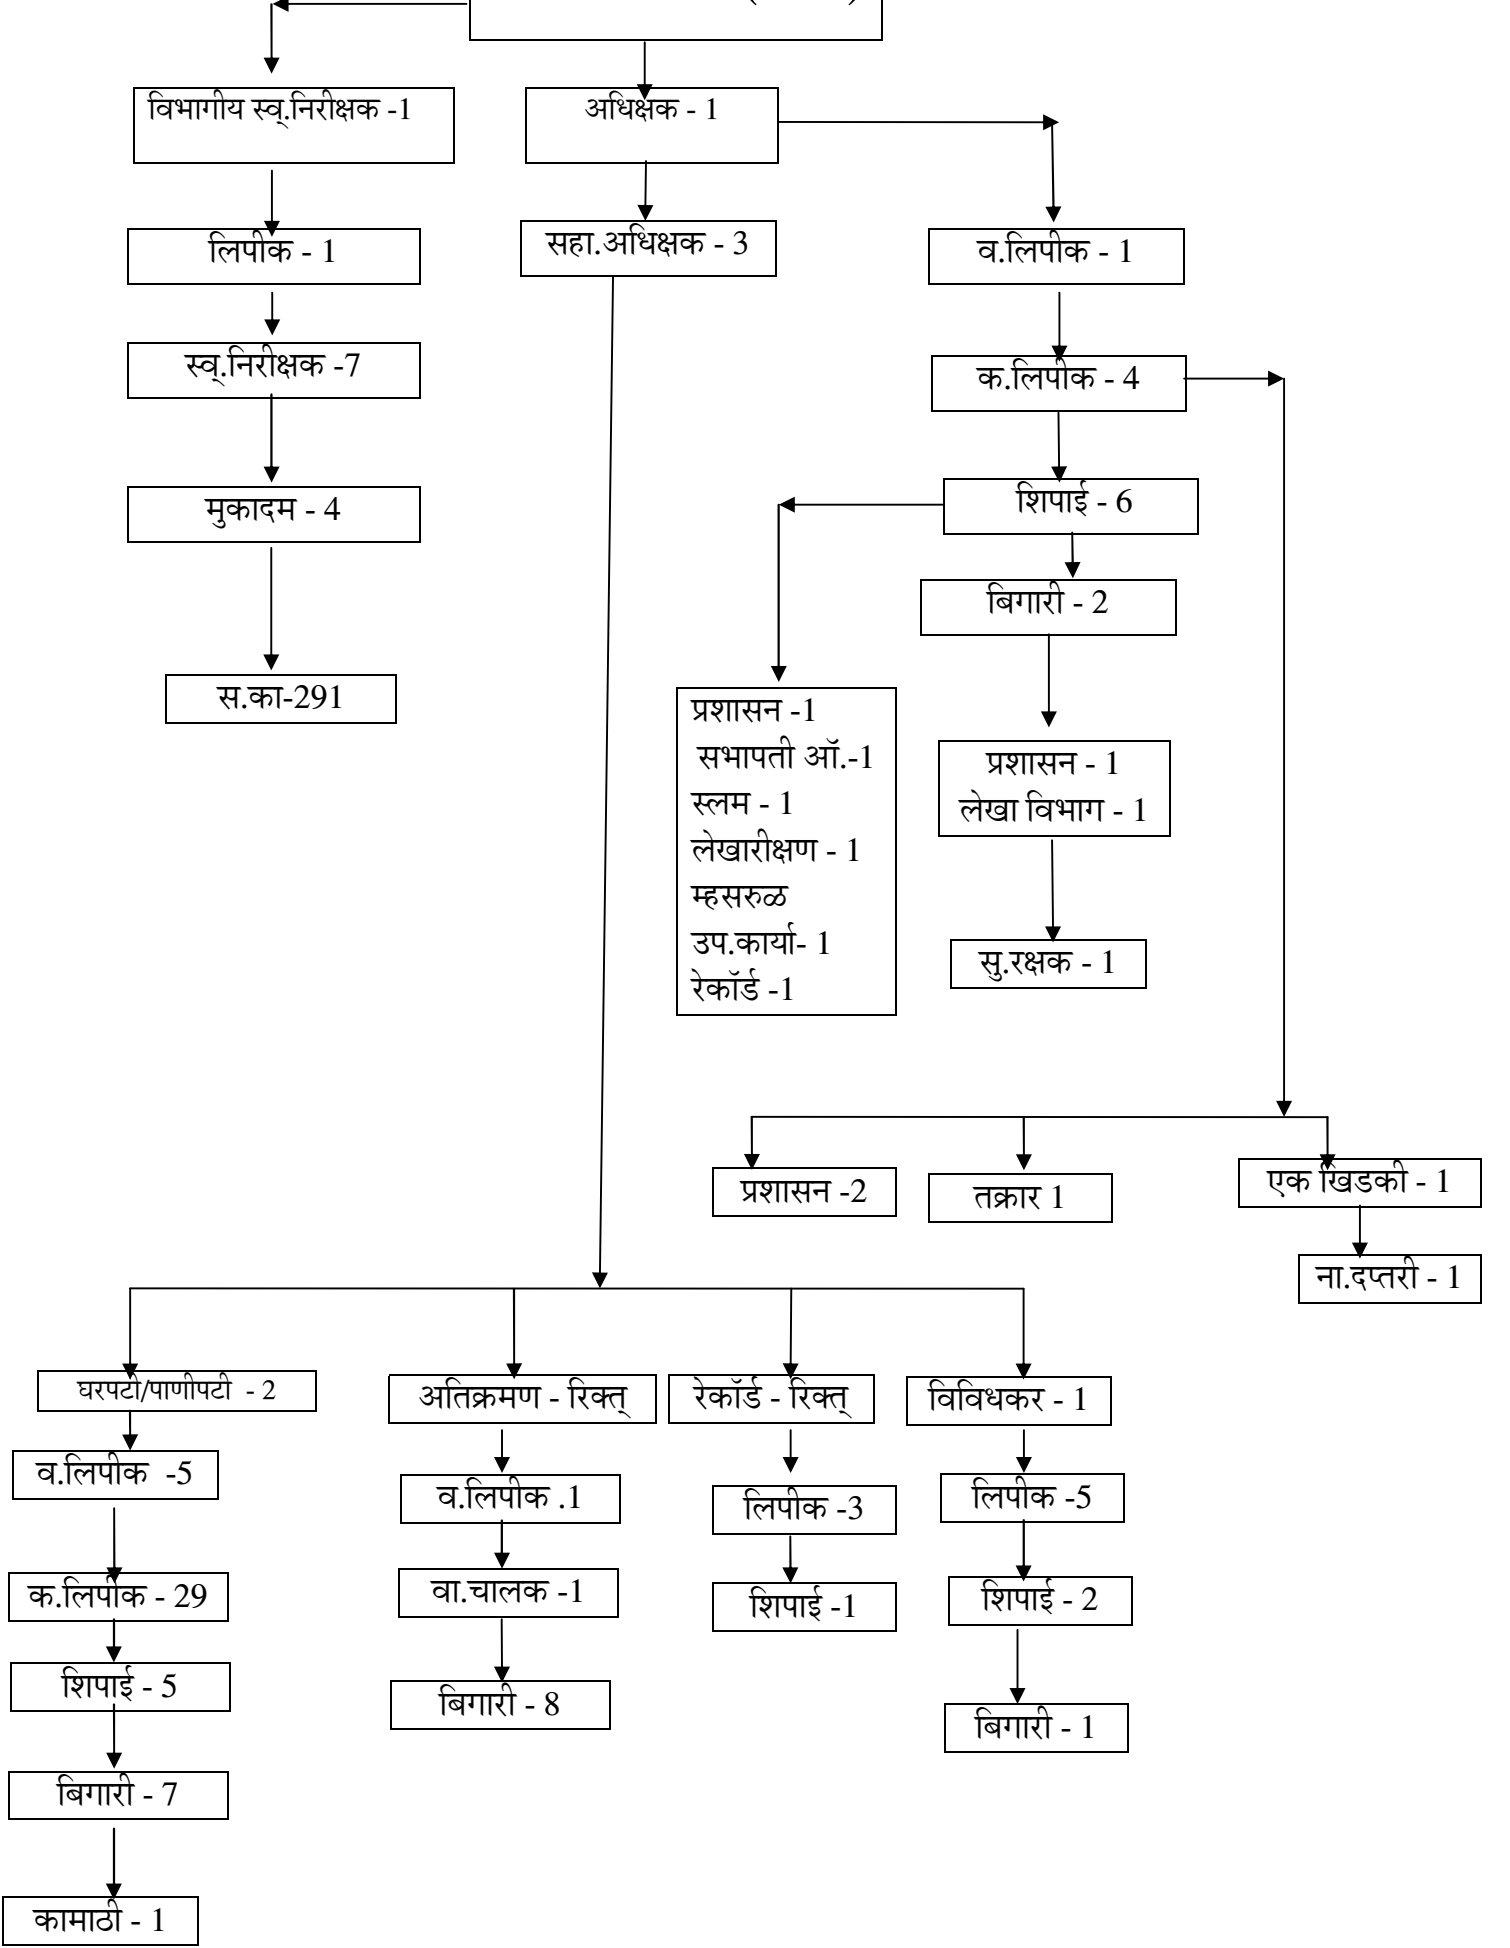 विभागीय स्व्.निरीक्षक -1
अधिक्षक - 1
लिपीक - 1
सहा.अधिक्षक - 3
व.लिपीक - 1
स्व्.निरीक्षक -7
क.लिपीक - 4
मुकादम - 4
शिपाई - 6
बिगारी - 2
स.का-291
प्रशासन -1
सभापती ऑ.-1
स्लम - 1
लेखारीक्षण - 1
म्हसरुळ
उप.कार्या- 1
रेकॉर्ड -1
प्रशासन - 1
लेखा विभाग - 1
सु.रक्षक - 1
प्रशासन -2
तक्रार 1
एक खिडकी - 1
ना.दप्तरी - 1
घरपटी/पाणीपटी - 2
अतिक्रमण - रिक्त्
रेकॉर्ड - रिक्त्
विविधकर - 1
व.लिपीक -5
व.लिपीक .1
लिपीक -3
लिपीक -5
क.लिपीक - 29
वा.चालक -1
शिपाई -1
शिपाई - 2
शिपाई - 5
बिगारी - 8
बिगारी - 1
बिगारी - 7
कामाठी - 1